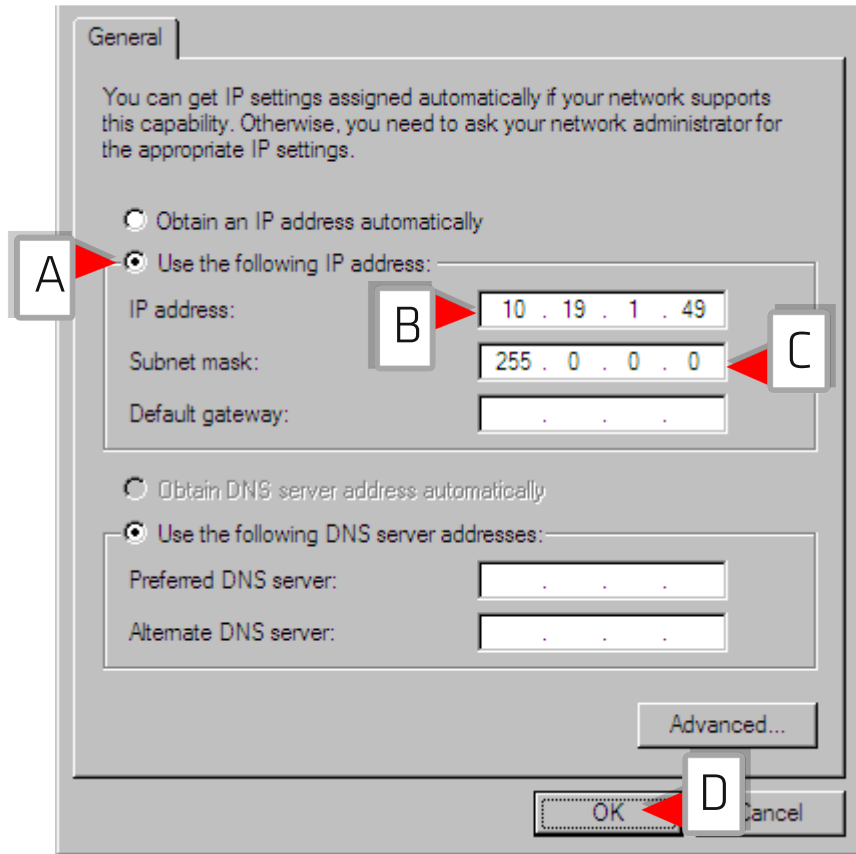 General
You can get IP settings assigned automatically if your network supports
this capability. Otherwise, you need to ask your network administrator for
the appropriate IP settings.
Obtain an IP address automatically
A Use the following IP address:
IP address: B 10 . 19 . 1 . 49
Subnet mask: 255 . 0 . 0 . 0 C
Default gateway: . . .
Obtain DNS server address automatically
Use the following DNS server addresses:
Preferred DNS server: . . .
Alternate DNS server: . . .
Advanced...
OK D Cancel